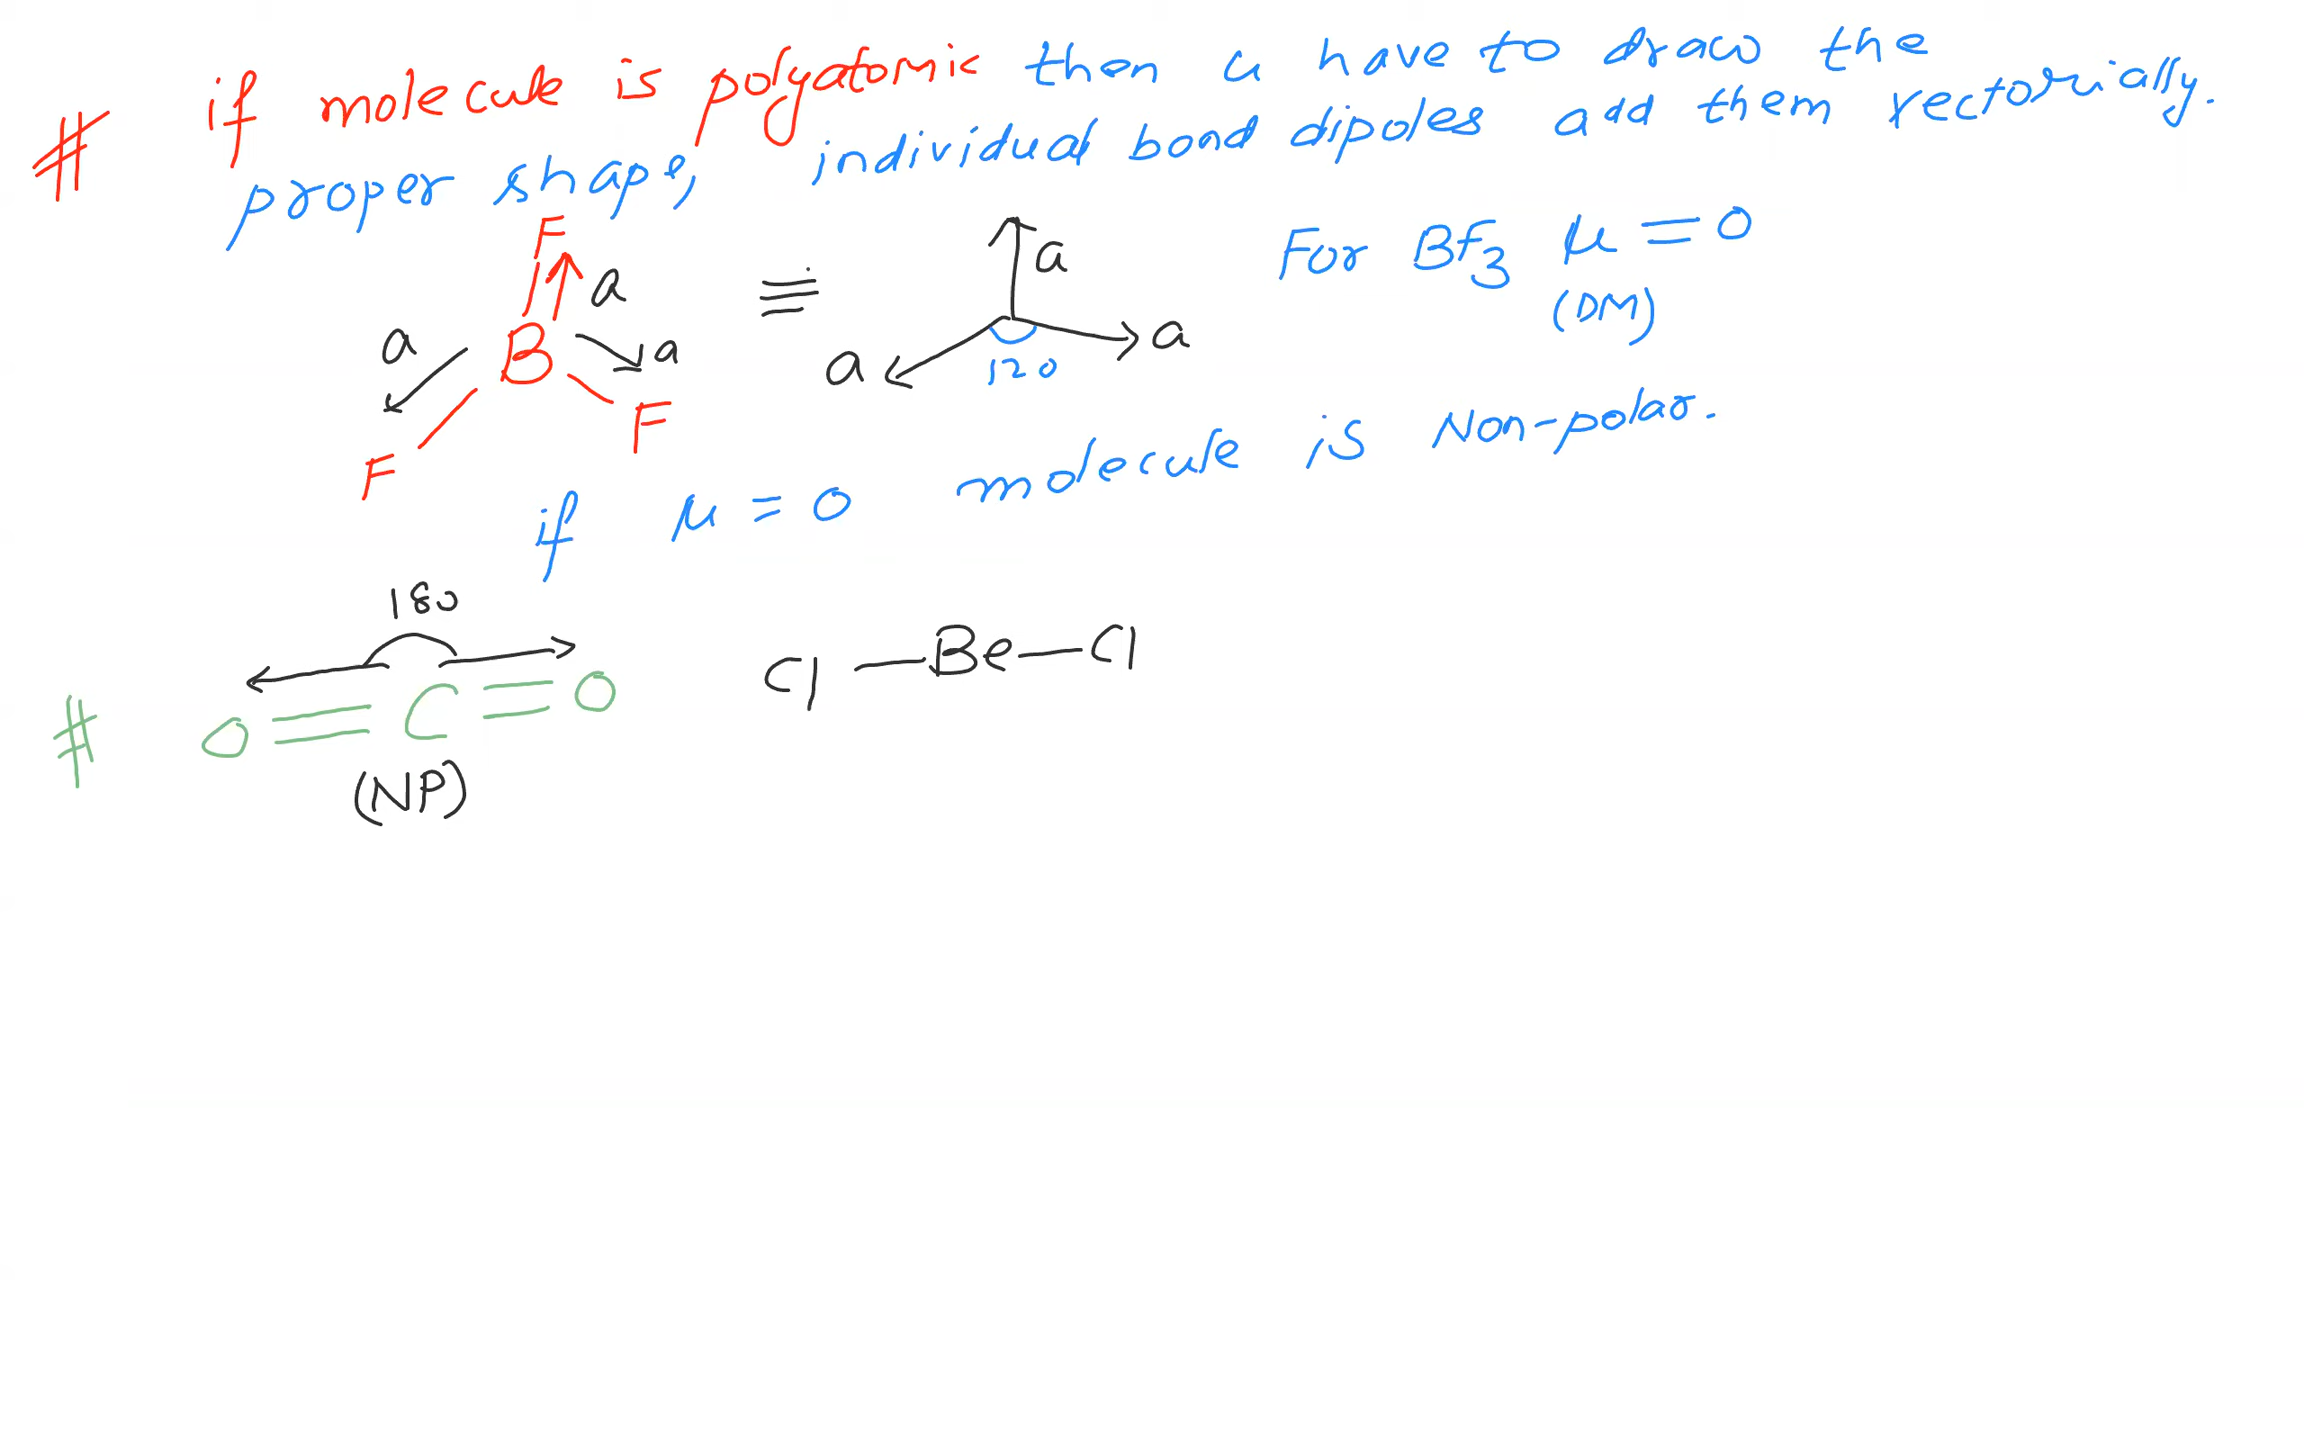 # if molecule is polyatomic then u have to draw the
proper shape, individual bond dipoles add them vectorially.
F
a
a B a
F F
≡
a
a a
120
For Bf3 μ = 0
(DM)
if μ = 0 molecule is Non-polar.
180
# O=C=O
(NP)
Cl-Be-Cl